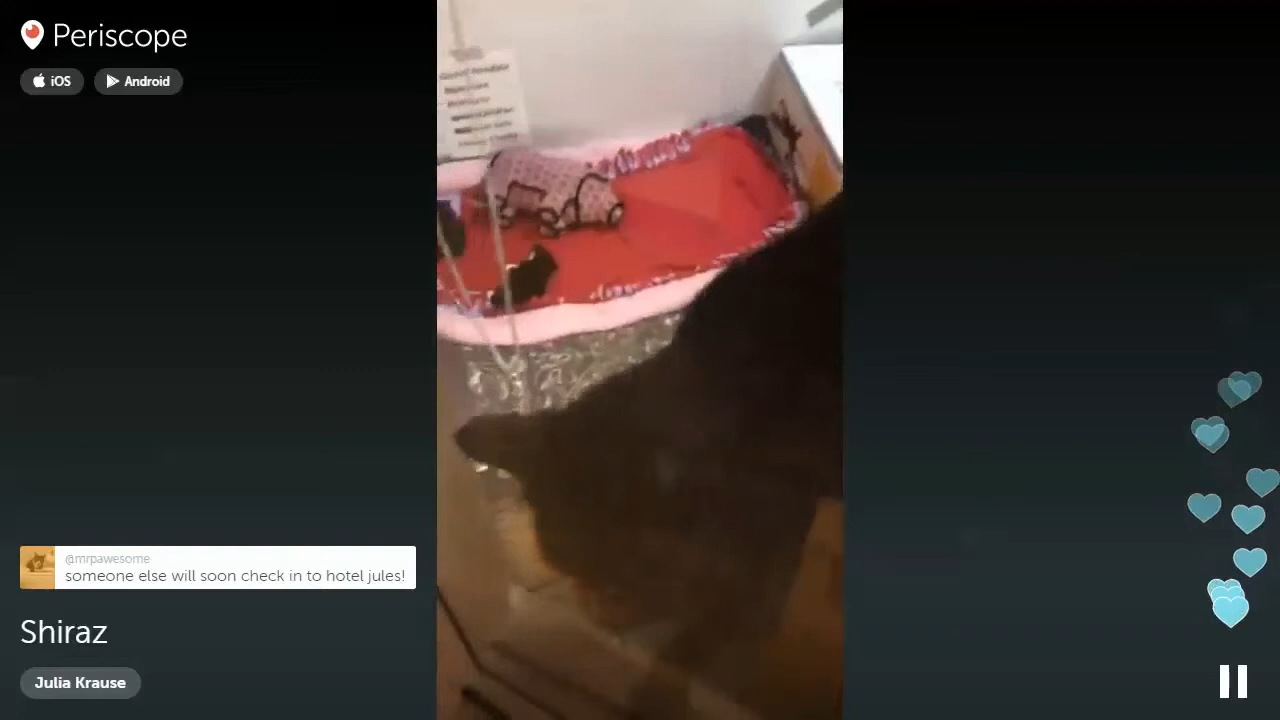 Periscope
iOS
Android
@mrpawesome
someone else will soon check in to hotel jules!
Shiraz
Julia Krause